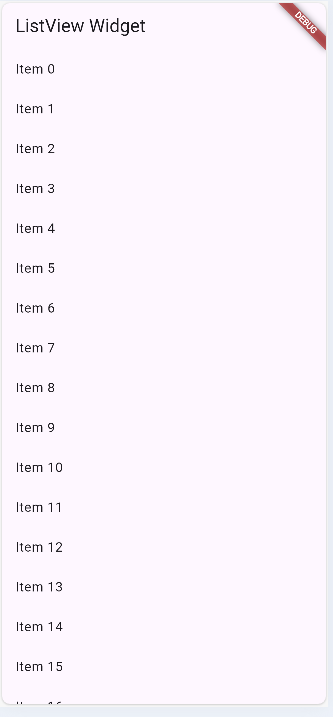 ListView Widget
DEBUG
Item 0
Item 1
Item 2
Item 3
Item 4
Item 5
Item 6
Item 7
Item 8
Item 9
Item 10
Item 11
Item 12
Item 13
Item 14
Item 15